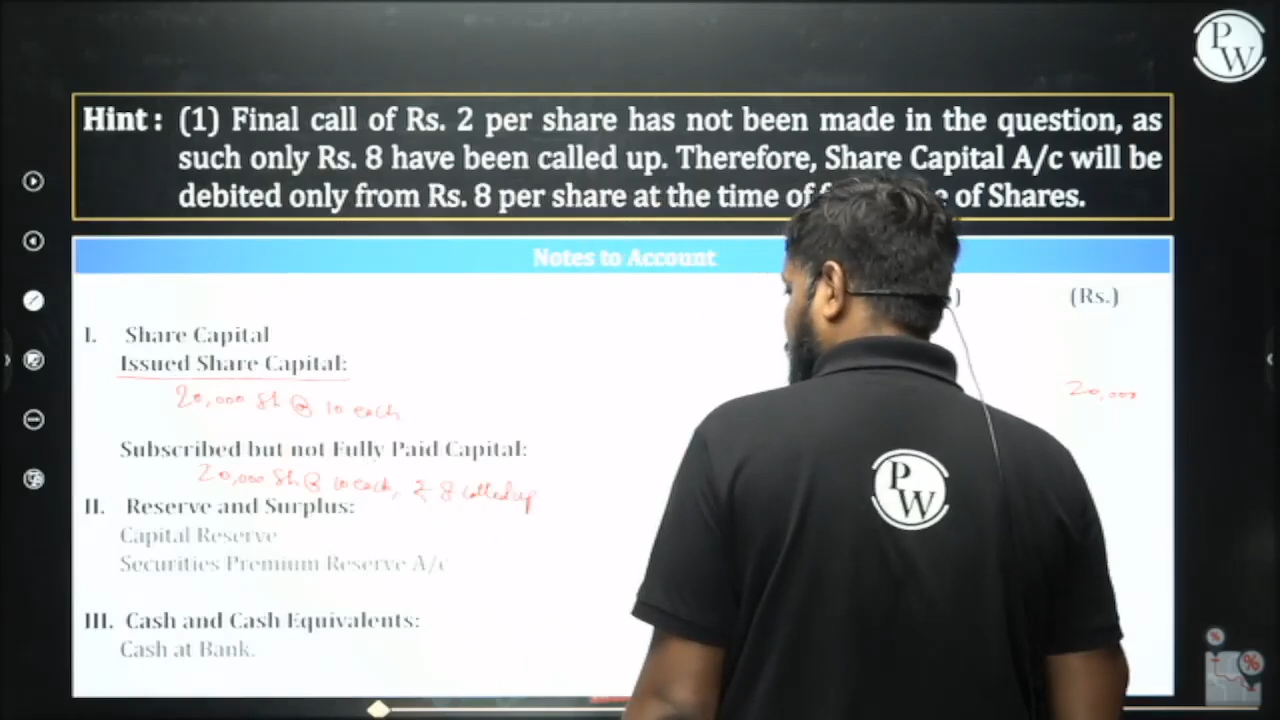 PW
Hint : (1) Final call of Rs. 2 per share has not been made in the question, as
such only Rs. 8 have been called up. Therefore, Share Capital A/c will be
debited only from Rs. 8 per share at the time of of Shares.
Notes to Account
(Rs.)
I. Share Capital
Issued Share Capital:
20,000 Sh @ 10 each
20,000
Subscribed but not Fully Paid Capital:
20,000 Sh @ 10 each, ₹ 8 called up
II. Reserve and Surplus:
Capital Reserve
Securities Premium Reserve A/c
III. Cash and Cash Equivalents:
Cash at Bank.
PW
%
%